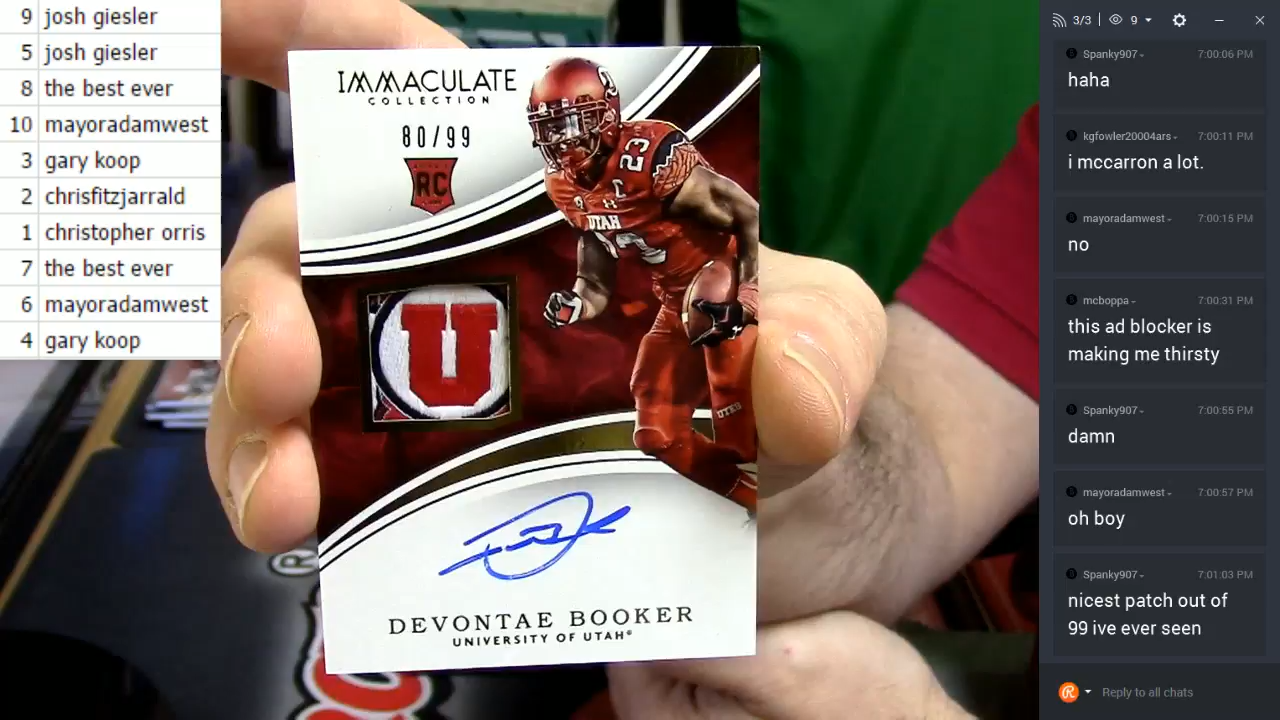 9 josh giesler
5 josh giesler
8 the best ever
10 mayoradamwest
3 gary koop
2 chrisfitzjarrald
1 christopher orris
7 the best ever
6 mayoradamwest
4 gary koop
IMMACULATE
COLLECTION
80/99
RC
23
C
UTAH
U
UTES
DEVONTAE BOOKER
UNIVERSITY OF UTAH®
®
3/3 | 9
Spanky907 7:00:06 PM
haha
kgfowler20004ars 7:00:11 PM
i mccarron a lot.
mayoradamwest 7:00:15 PM
no
mcboppa 7:00:31 PM
this ad blocker is
making me thirsty
Spanky907 7:00:55 PM
damn
mayoradamwest 7:00:57 PM
oh boy
Spanky907 7:01:03 PM
nicest patch out of
99 ive ever seen
Reply to all chats